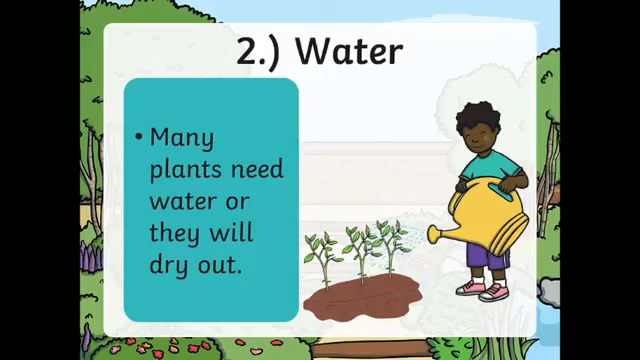 2.) Water
• Many
plants need
water or
they will
dry out.